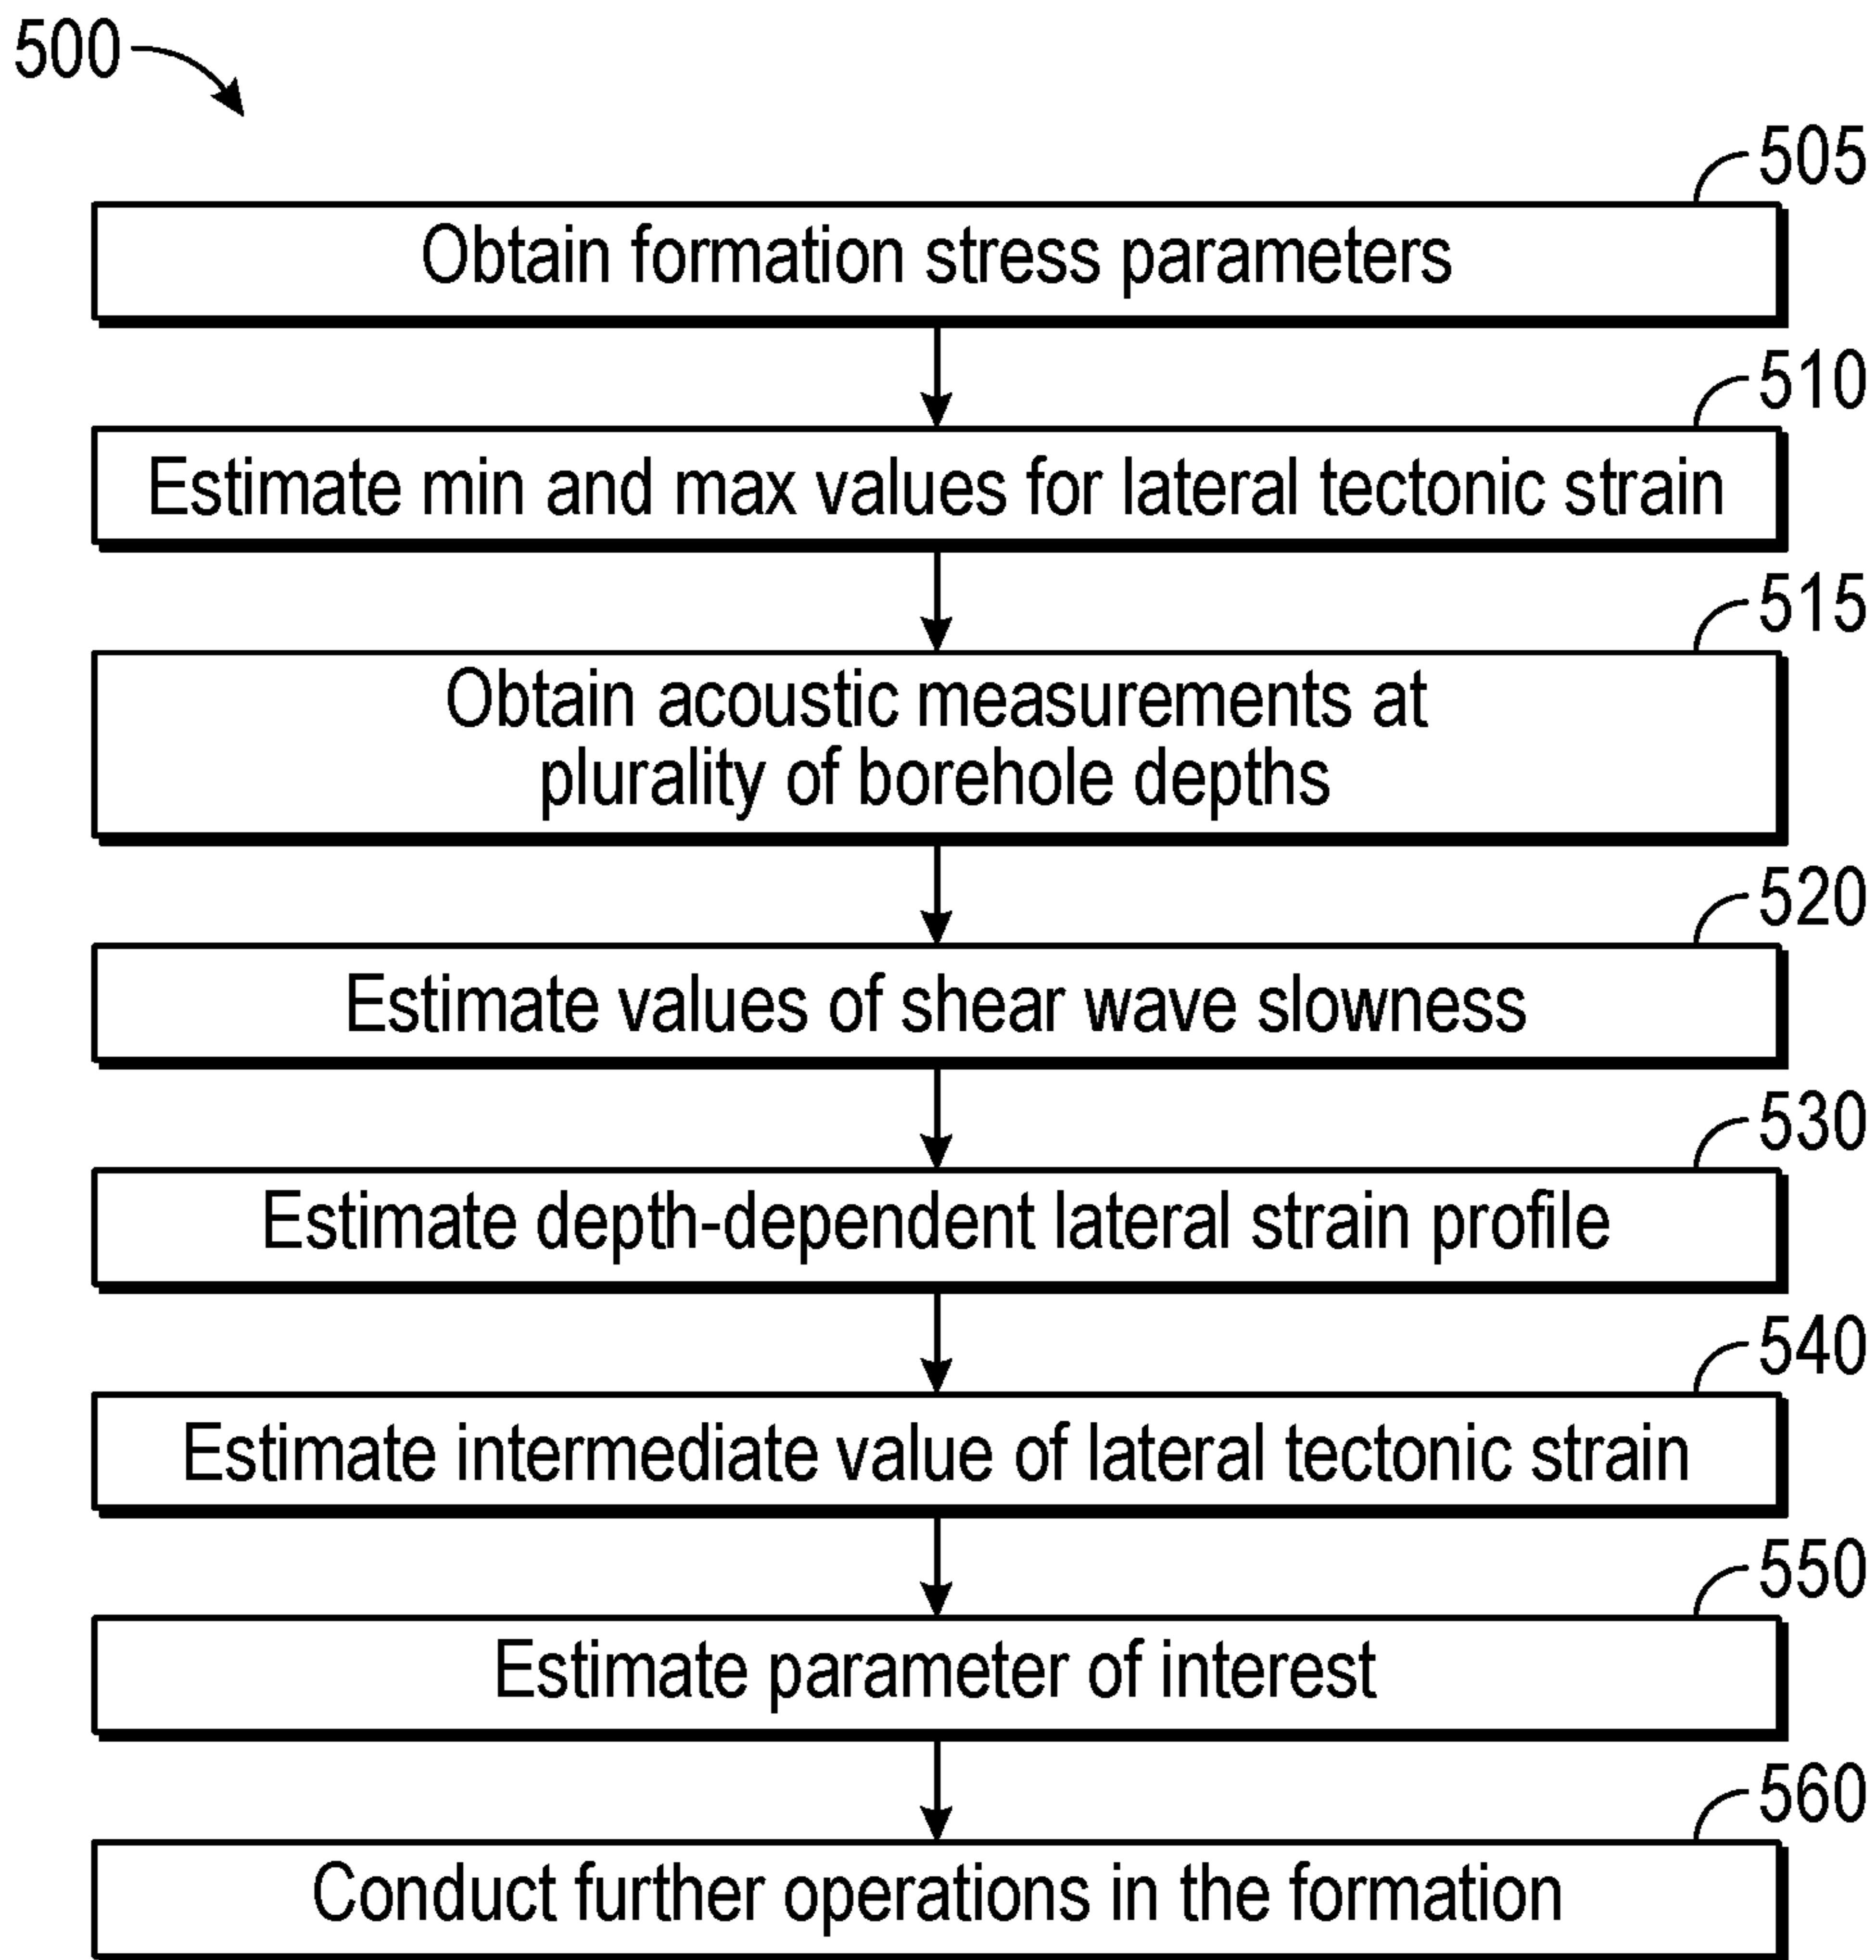 500
505
Obtain formation stress parameters
510
Estimate min and max values for lateral tectonic strain
515
Obtain acoustic measurements at
plurality of borehole depths
520
Estimate values of shear wave slowness
530
Estimate depth-dependent lateral strain profile
540
Estimate intermediate value of lateral tectonic strain
550
Estimate parameter of interest
560
Conduct further operations in the formation